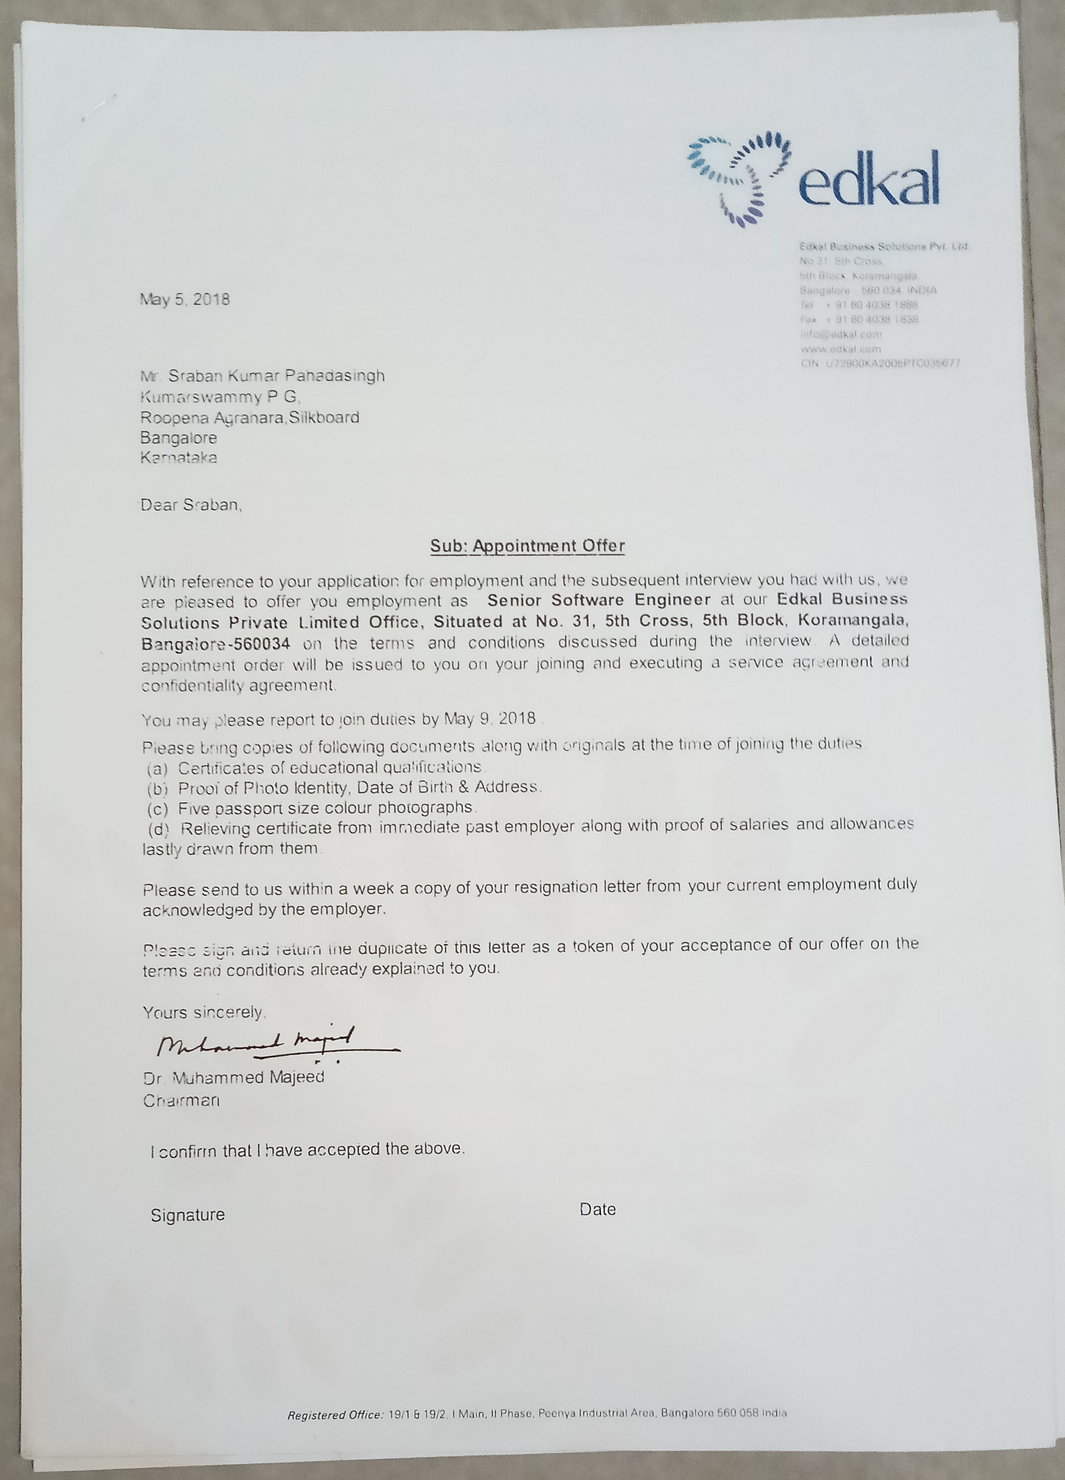 edkal
Edkal Business Solutions Pvt. Ltd.
No 31, 5th Cross,
5th Block, Koramangala,
Bangalore - 560 034 INDIA
Tel + 91 80 4038 1888
Fax + 91 80 4038 1838
info@edkal.com
www.edkal.com
CIN U72900KA2006PTC035677
May 5, 2018
Mr. Sraban Kumar Pahadasingh
Kumarswammy P G,
Roopena Agranara,Silkboard
Bangalore
Karnataka
Dear Sraban,
Sub: Appointment Offer
With reference to your application for employment and the subsequent interview you had with us, we
are pleased to offer you employment as Senior Software Engineer at our Edkal Business
Solutions Private Limited Office, Situated at No. 31, 5th Cross, 5th Block, Koramangala,
Bangalore-560034 on the terms and conditions discussed during the interview. A detailed
appointment order will be issued to you on your joining and executing a service agreement and
confidentiality agreement.
You may please report to join duties by May 9, 2018
Please bring copies of following documents along with originals at the time of joining the duties
(a) Certificates of educational qualifications
(b) Proof of Photo Identity, Date of Birth & Address.
(c) Five passport size colour photographs.
(d) Relieving certificate from immediate past employer along with proof of salaries and allowances
lastly drawn from them.
Please send to us within a week a copy of your resignation letter from your current employment duly
acknowledged by the employer.
Please sign and return the duplicate of this letter as a token of your acceptance of our offer on the
terms and conditions already explained to you.
Yours sincerely,
Muhammed Majeed
Dr. Muhammed Majeed
Chairman
I confirm that I have accepted the above.
Signature Date
Registered Office: 19/1 & 19/2, I Main, II Phase, Peenya Industrial Area, Bangalore 560 058 India